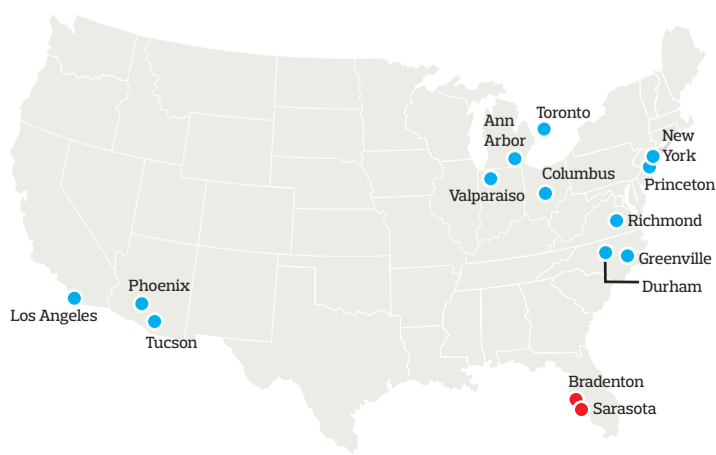 Toronto
Ann
Arbor
New
York
Columbus
Princeton
Valparaiso
Richmond
Greenville
Durham
Phoenix
Los Angeles
Tucson
Bradenton
Sarasota